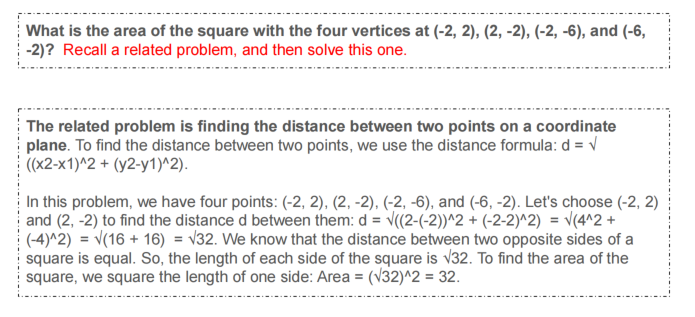 What is the area of the square with the four vertices at (-2, 2), (2, -2), (-2, -6), and (-6,
-2)? Recall a related problem, and then solve this one.
The related problem is finding the distance between two points on a coordinate
plane. To find the distance between two points, we use the distance formula: d = √
((x2-x1)^2 + (y2-y1)^2).
In this problem, we have four points: (-2, 2), (2, -2), (-2, -6), and (-6, -2). Let's choose (-2, 2)
and (2, -2) to find the distance d between them: d = √((2-(-2))^2 + (-2-2)^2) = √(4^2 +
(-4)^2) = √(16 + 16) = √32. We know that the distance between two opposite sides of a
square is equal. So, the length of each side of the square is √32. To find the area of the
square, we square the length of one side: Area = (√32)^2 = 32.